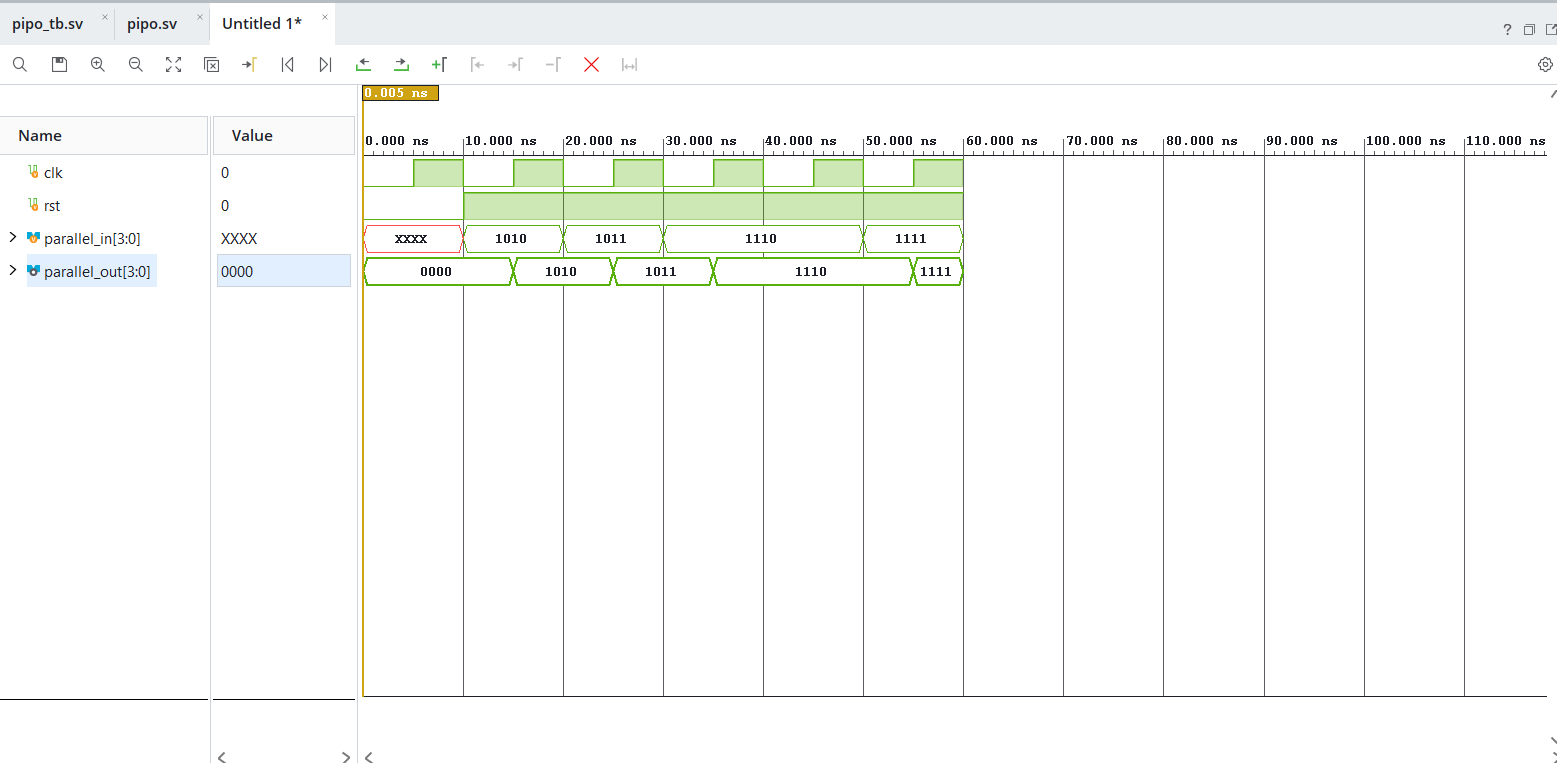 pipo_tb.sv × pipo.sv × Untitled 1* ×
?
0.005 ns
Name Value
0.000 ns 10.000 ns 20.000 ns 30.000 ns 40.000 ns 50.000 ns 60.000 ns 70.000 ns 80.000 ns 90.000 ns 100.000 ns 110.000 ns
clk 0
rst 0
parallel_in[3:0] XXXX XXXX 1010 1011 1110 1111
parallel_out[3:0] 0000 0000 1010 1011 1110 1111